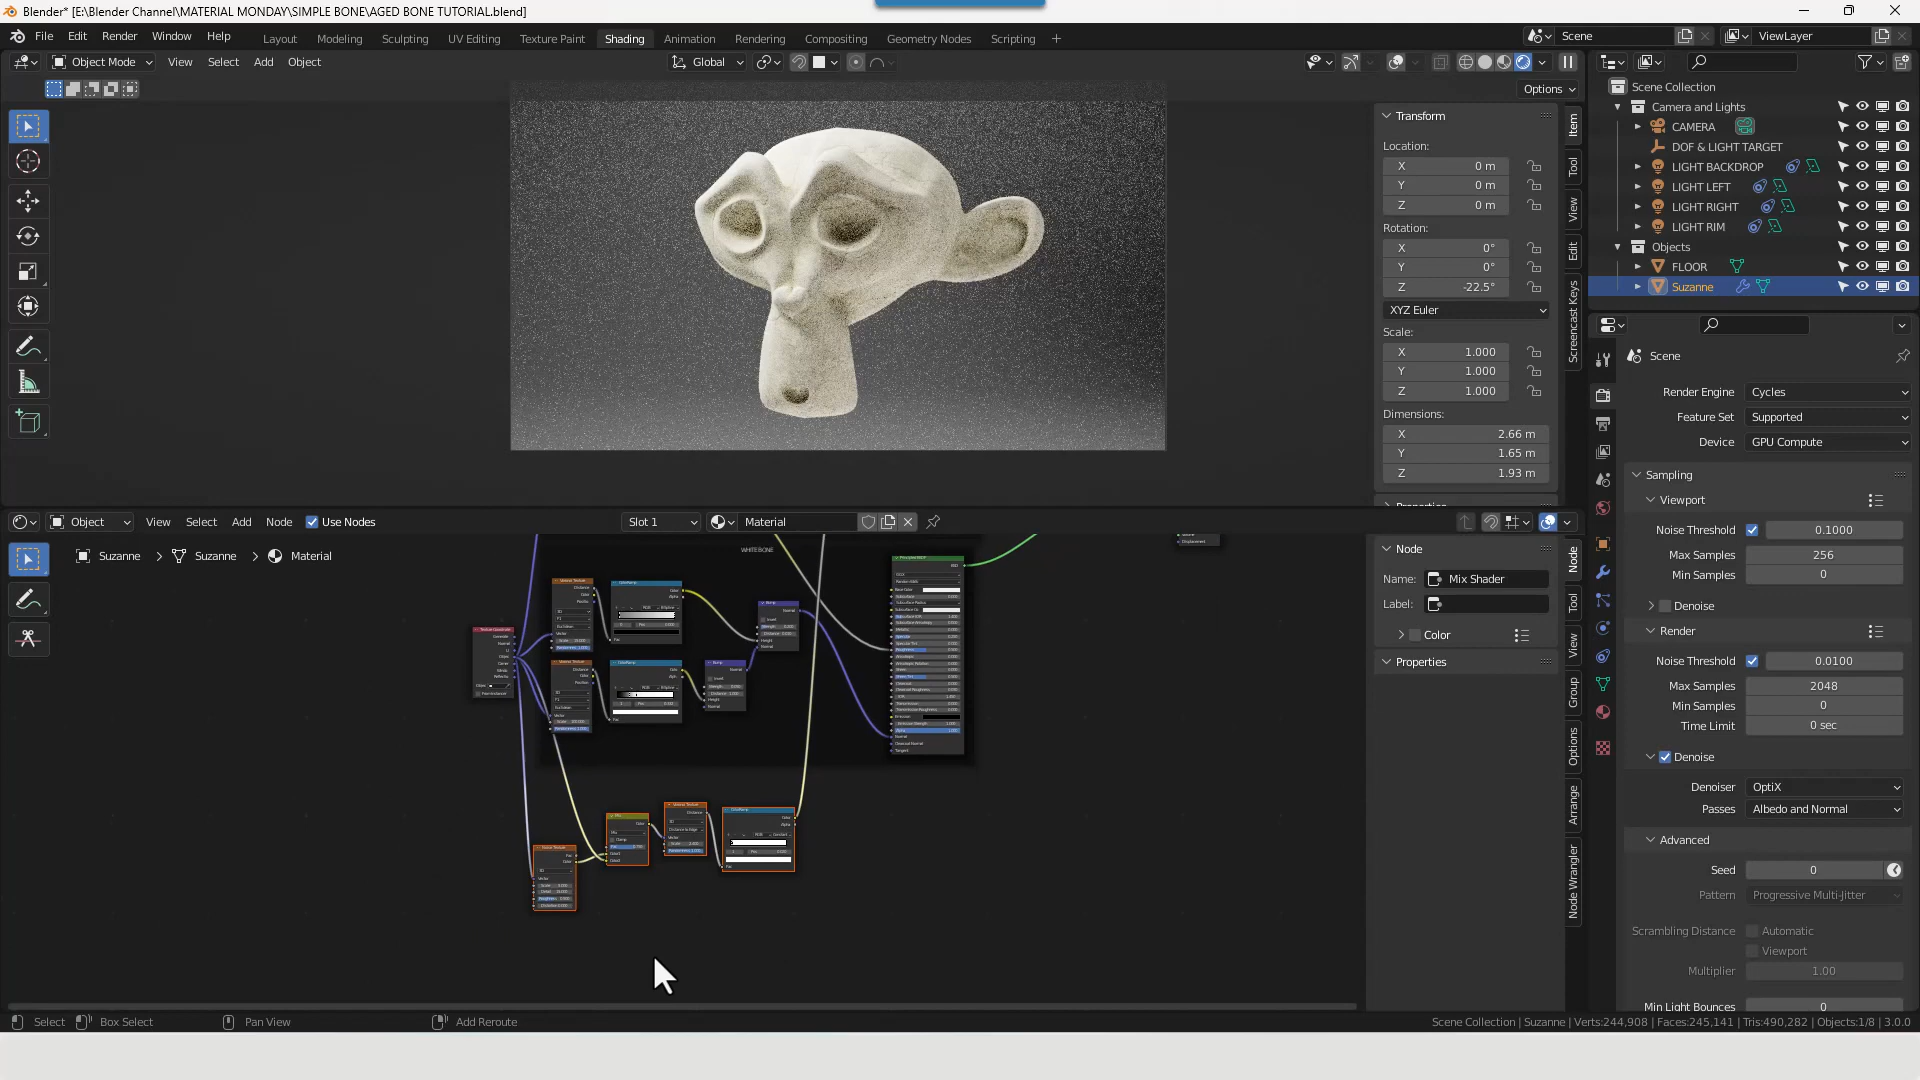 Blender* [E:\Blender Channel\MATERIAL MONDAY\SIMPLE BONE\AGED BONE TUTORIAL.blend]
File Edit Render Window Help Layout Modeling Sculpting UV Editing Texture Paint Shading Animation Rendering Compositing Geometry Nodes Scripting + Scene ViewLayer
Object Mode View Select Add Object Global
Options
Scene Collection
Camera and Lights
CAMERA
DOF & LIGHT TARGET
LIGHT BACKDROP
LIGHT LEFT
LIGHT RIGHT
LIGHT RIM
Objects
FLOOR
Suzanne
Transform
Location:
X 0 m
Y 0 m
Z 0 m
Rotation:
X 0°
Y 0°
Z -22.5°
XYZ Euler
Scale:
X 1.000
Y 1.000
Z 1.000
Dimensions:
X 2.66 m
Y 1.65 m
Z 1.93 m
Properties
Item
Tool
View
Edit
Screencast Keys
Scene
Render Engine Cycles
Feature Set Supported
Device GPU Compute
Sampling
Viewport
Noise Threshold 0.1000
Max Samples 256
Min Samples 0
Denoise
Render
Noise Threshold 0.0100
Max Samples 2048
Min Samples 0
Time Limit 0 sec
Denoise
Denoiser OptiX
Passes Albedo and Normal
Advanced
Seed 0
Pattern Progressive Multi-Jitter
Scrambling Distance Automatic
Viewport
Multiplier 1.00
Min Light Bounces 0
Object View Select Add Node Use Nodes Slot 1 Material
Suzanne > Suzanne > Material
WHITE BONE
Node
Name: Mix Shader
Label:
Color
Properties
Node
Tool
View
Group
Options
Arrange
Node Wrangler
Select Box Select Pan View Add Reroute Scene Collection | Suzanne | Verts:244,908 | Faces:245,141 | Tris:490,282 | Objects:1/8 | 3.0.0